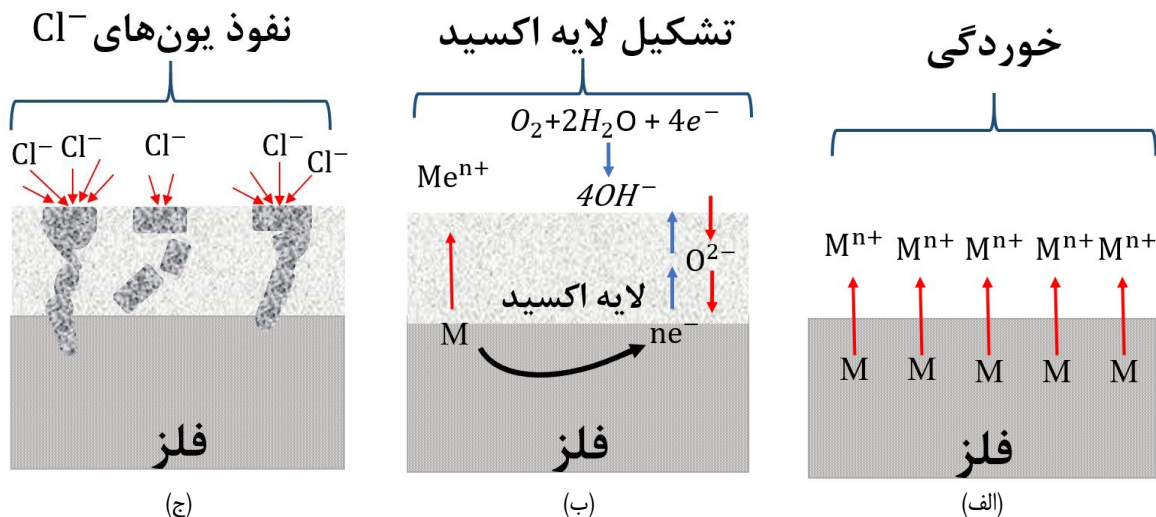 خوردگی
Mⁿ⁺ Mⁿ⁺ Mⁿ⁺ Mⁿ⁺ Mⁿ⁺
M M M M M
فلز
(الف)
تشکیل لایه اکسید
O₂+2H₂O + 4e⁻
Meⁿ⁺
4OH⁻
O²⁻
لایه اکسید
M
ne⁻
فلز
(ب)
نفوذ یون‌های Cl⁻
Cl⁻ Cl⁻ Cl⁻ Cl⁻ Cl⁻
فلز
(ج)